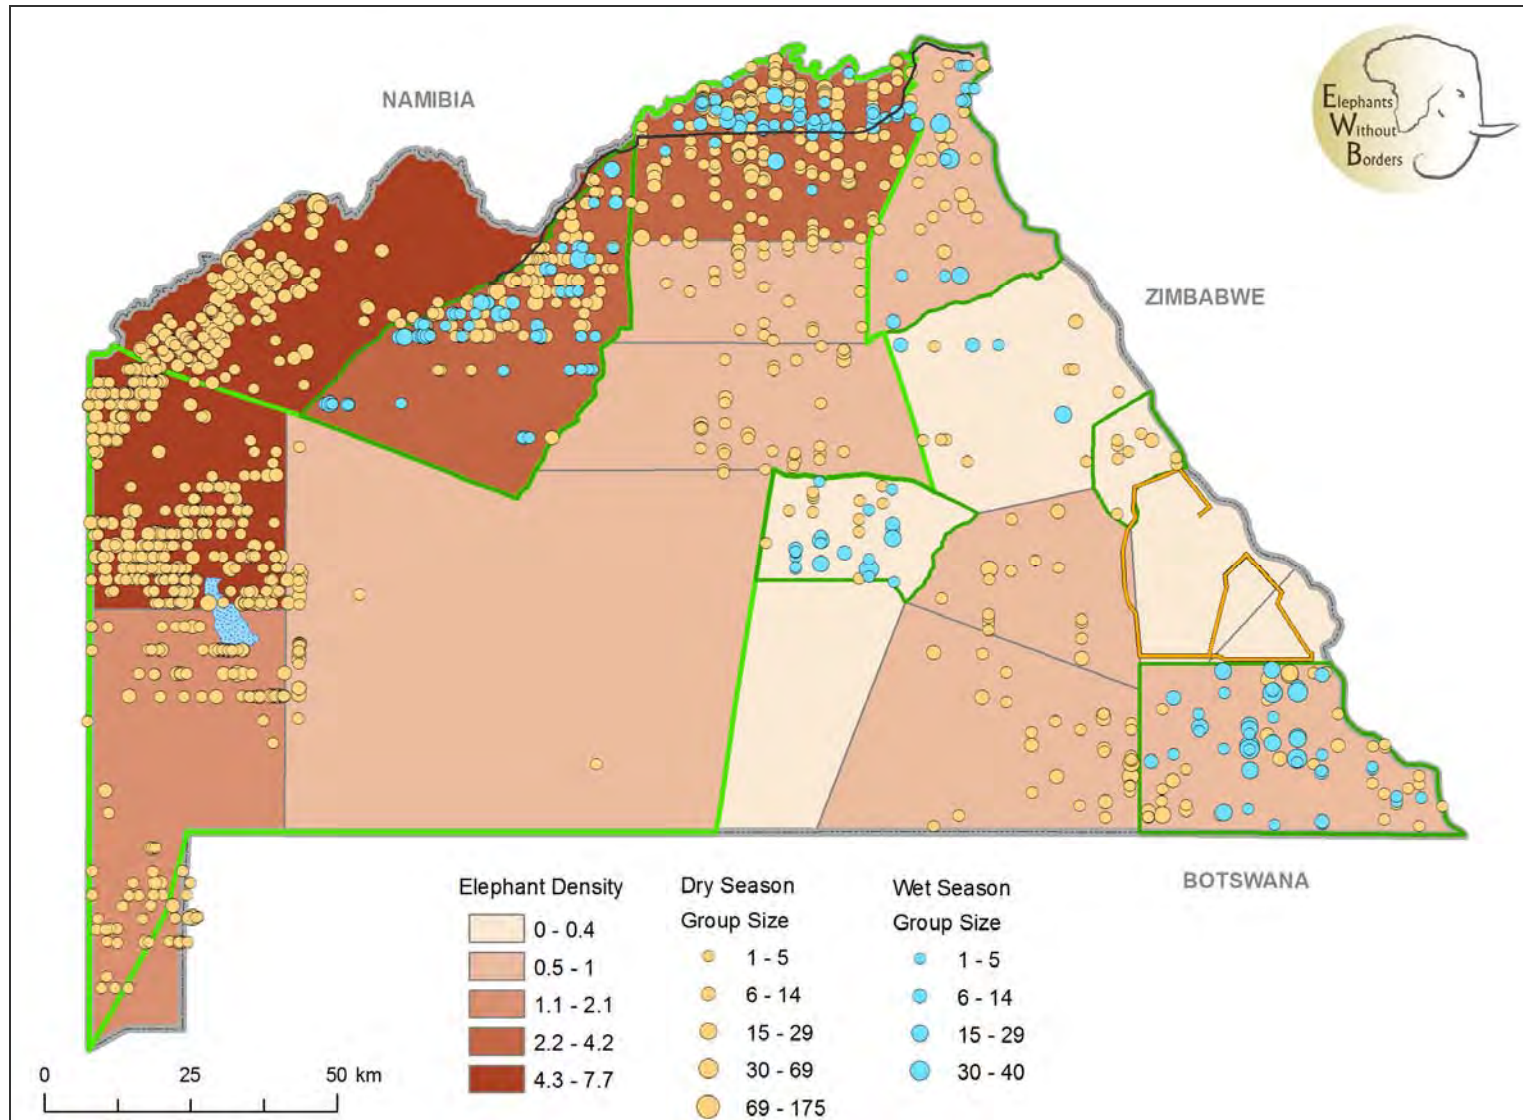 NAMIBIA
Elephants
Without
Borders
ZIMBABWE
BOTSWANA
Elephant Density
0 - 0.4
0.5 - 1
1.1 - 2.1
2.2 - 4.2
4.3 - 7.7
Dry Season
Group Size
1 - 5
6 - 14
15 - 29
30 - 69
69 - 175
Wet Season
Group Size
1 - 5
6 - 14
15 - 29
30 - 40
0 25 50 km